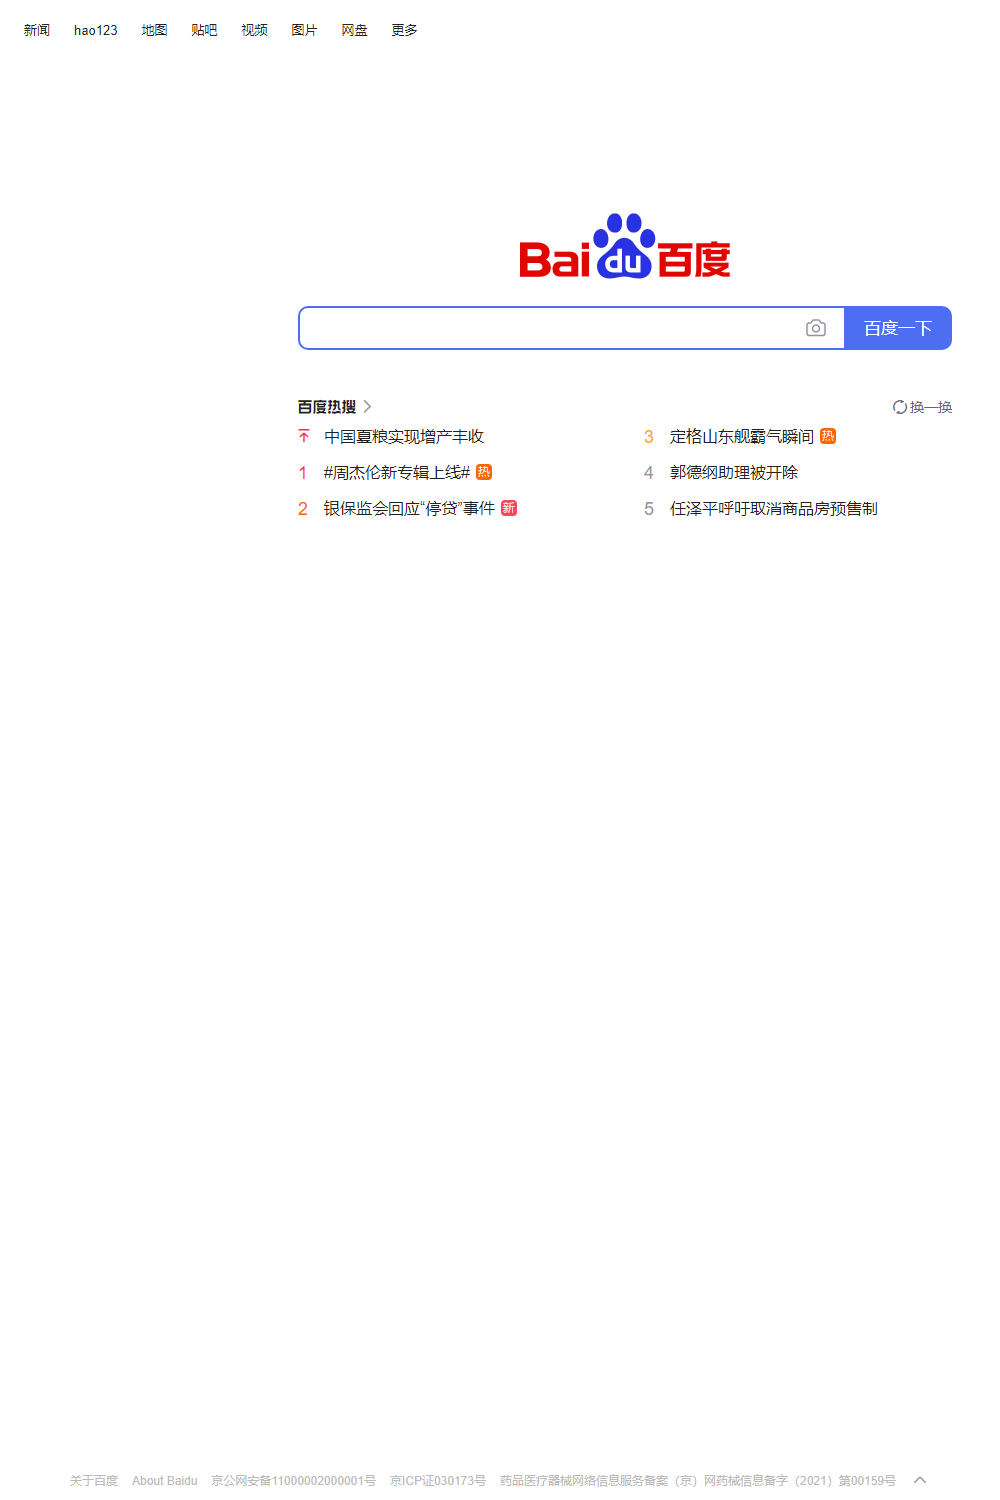 新闻 hao123 地图 贴吧 视频 图片 网盘 更多
Bai du 百度
百度一下
百度热搜 换一换
中国夏粮实现增产丰收
1 #周杰伦新专辑上线# 热
2 银保监会回应“停贷”事件 新
3 定格山东舰霸气瞬间 热
4 郭德纲助理被开除
5 任泽平呼吁取消商品房预售制
关于百度 About Baidu 京公网安备11000002000001号 京ICP证030173号 药品医疗器械网络信息服务备案（京）网药械信息备字（2021）第00159号